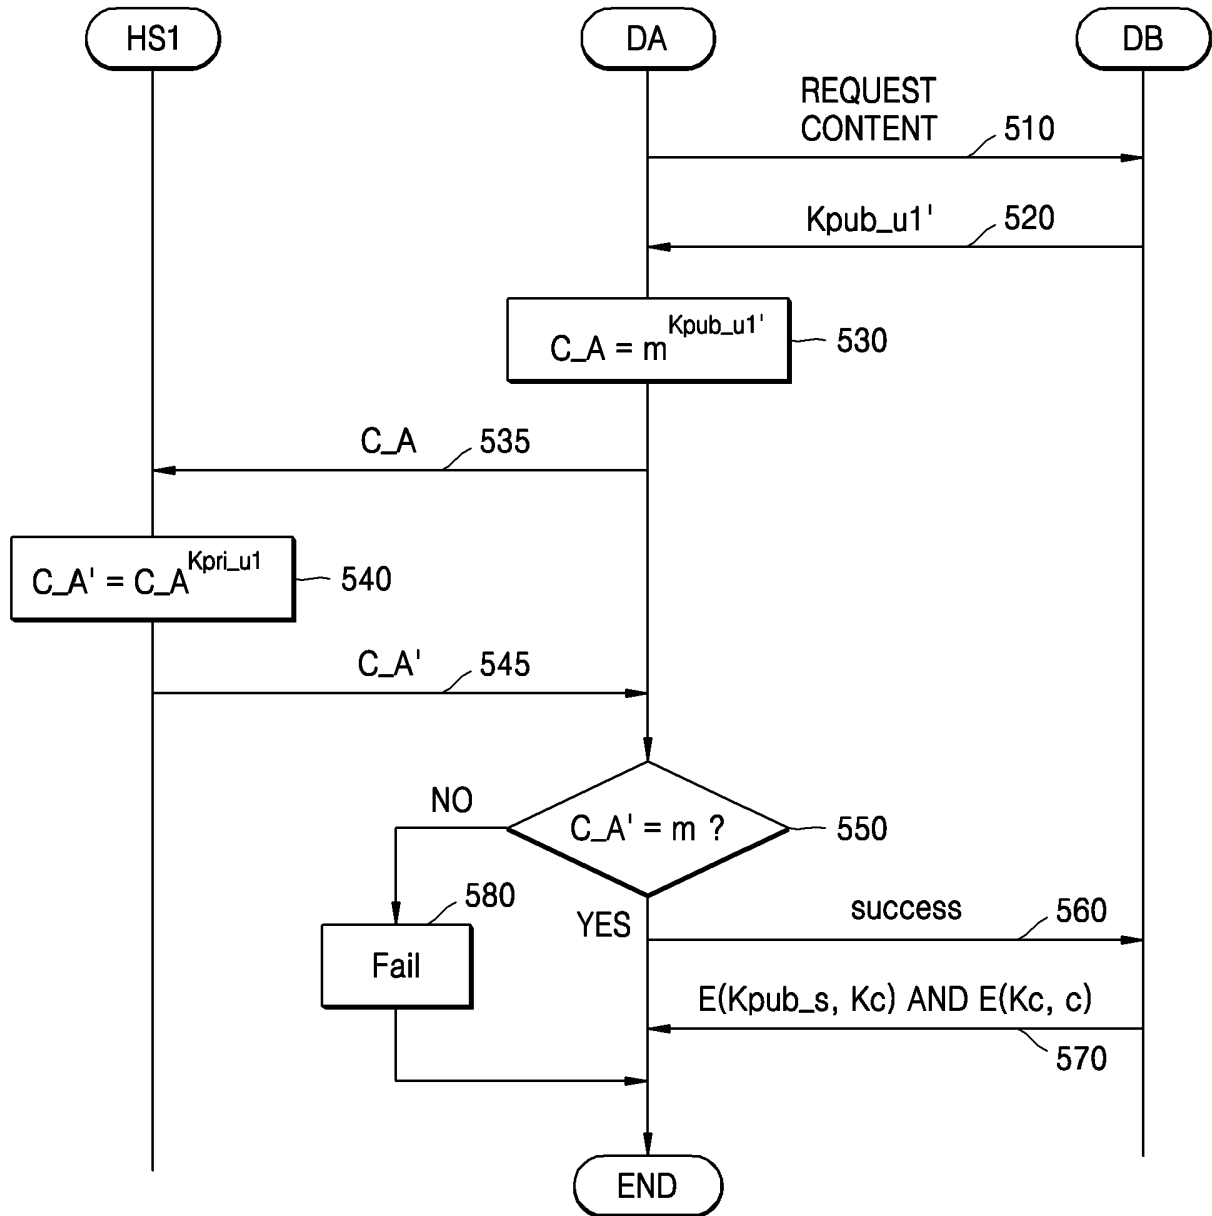 HS1
DA
DB
REQUEST
CONTENT
510
Kpub_u1'
520
C_A = m^Kpub_u1'
530
C_A
535
C_A' = C_A^Kpri_u1
540
C_A'
545
NO
C_A' = m ?
550
580
YES
success
560
Fail
E(Kpub_s, Kc) AND E(Kc, c)
570
END